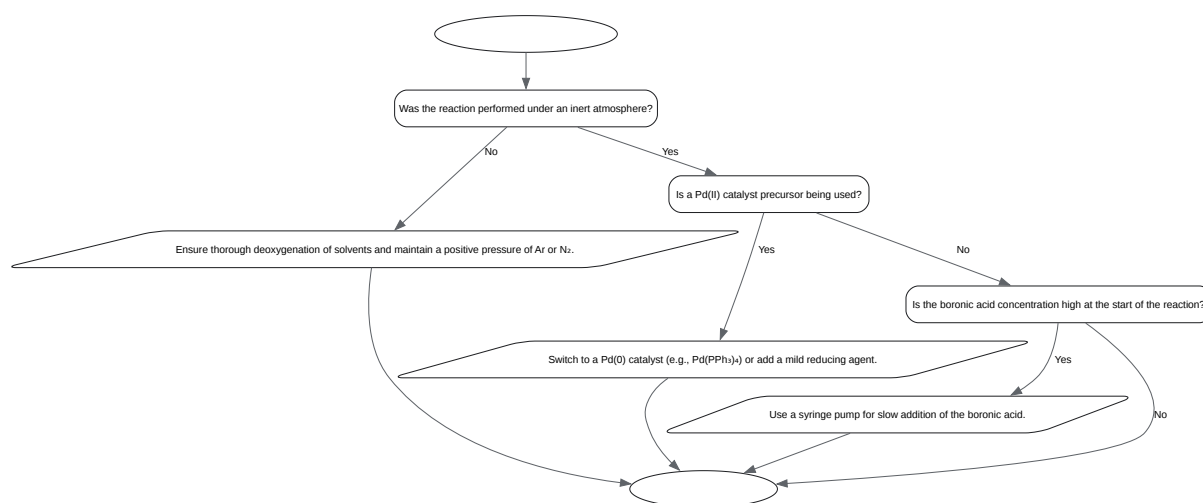 Was the reaction performed under an inert atmosphere?
No
Yes
Is a Pd(II) catalyst precursor being used?
Ensure thorough deoxygenation of solvents and maintain a positive pressure of Ar or N₂.
Yes
No
Is the boronic acid concentration high at the start of the reaction?
Switch to a Pd(0) catalyst (e.g., Pd(PPh₃)₄) or add a mild reducing agent.
Yes
Use a syringe pump for slow addition of the boronic acid.
No